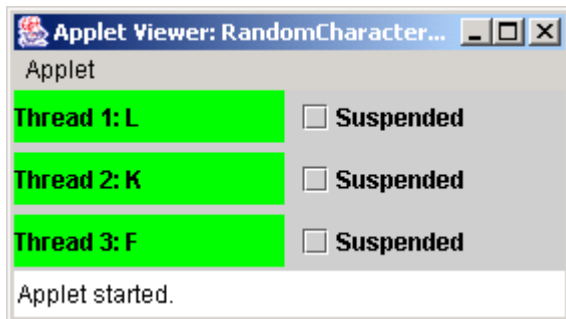 Applet Viewer: RandomCharacter...
Applet
Thread 1: L Suspended
Thread 2: K Suspended
Thread 3: F Suspended
Applet started.